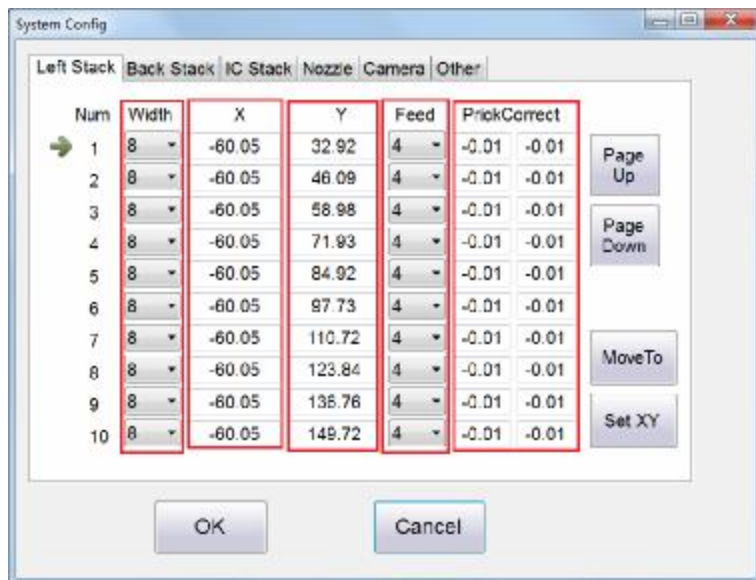 System Config
Left Stack Back Stack IC Stack Nozzle Camera Other
Num Width X Y Feed PrickCorrect
1 8 -60.05 32.92 4 -0.01 -0.01
2 8 -60.05 46.09 4 -0.01 -0.01
3 8 -60.05 58.98 4 -0.01 -0.01
4 8 -60.05 71.93 4 -0.01 -0.01
5 8 -60.05 84.92 4 -0.01 -0.01
6 8 -60.05 97.73 4 -0.01 -0.01
7 8 -60.05 110.72 4 -0.01 -0.01
8 8 -60.05 123.84 4 -0.01 -0.01
9 8 -60.05 4 -0.01 -0.01
10 8 -60.05 149.72 4 -0.01 -0.01
Page
Up
Page
Down
MoveTo
Set XY
OK Cancel